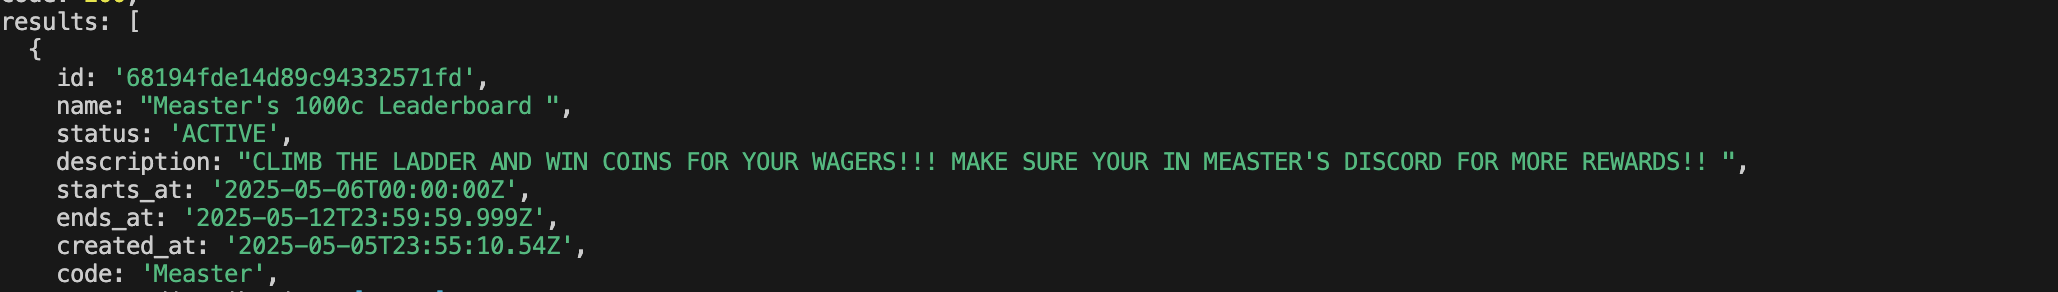 results: [
{
id: '68194fde14d89c94332571fd',
name: "Measter's 1000c Leaderboard ",
status: 'ACTIVE',
description: "CLIMB THE LADDER AND WIN COINS FOR YOUR WAGERS!!! MAKE SURE YOUR IN MEASTER'S DISCORD FOR MORE REWARDS!! ",
starts_at: '2025-05-06T00:00:00Z',
ends_at: '2025-05-12T23:59:59.999Z',
created_at: '2025-05-05T23:55:10.54Z',
code: 'Measter',